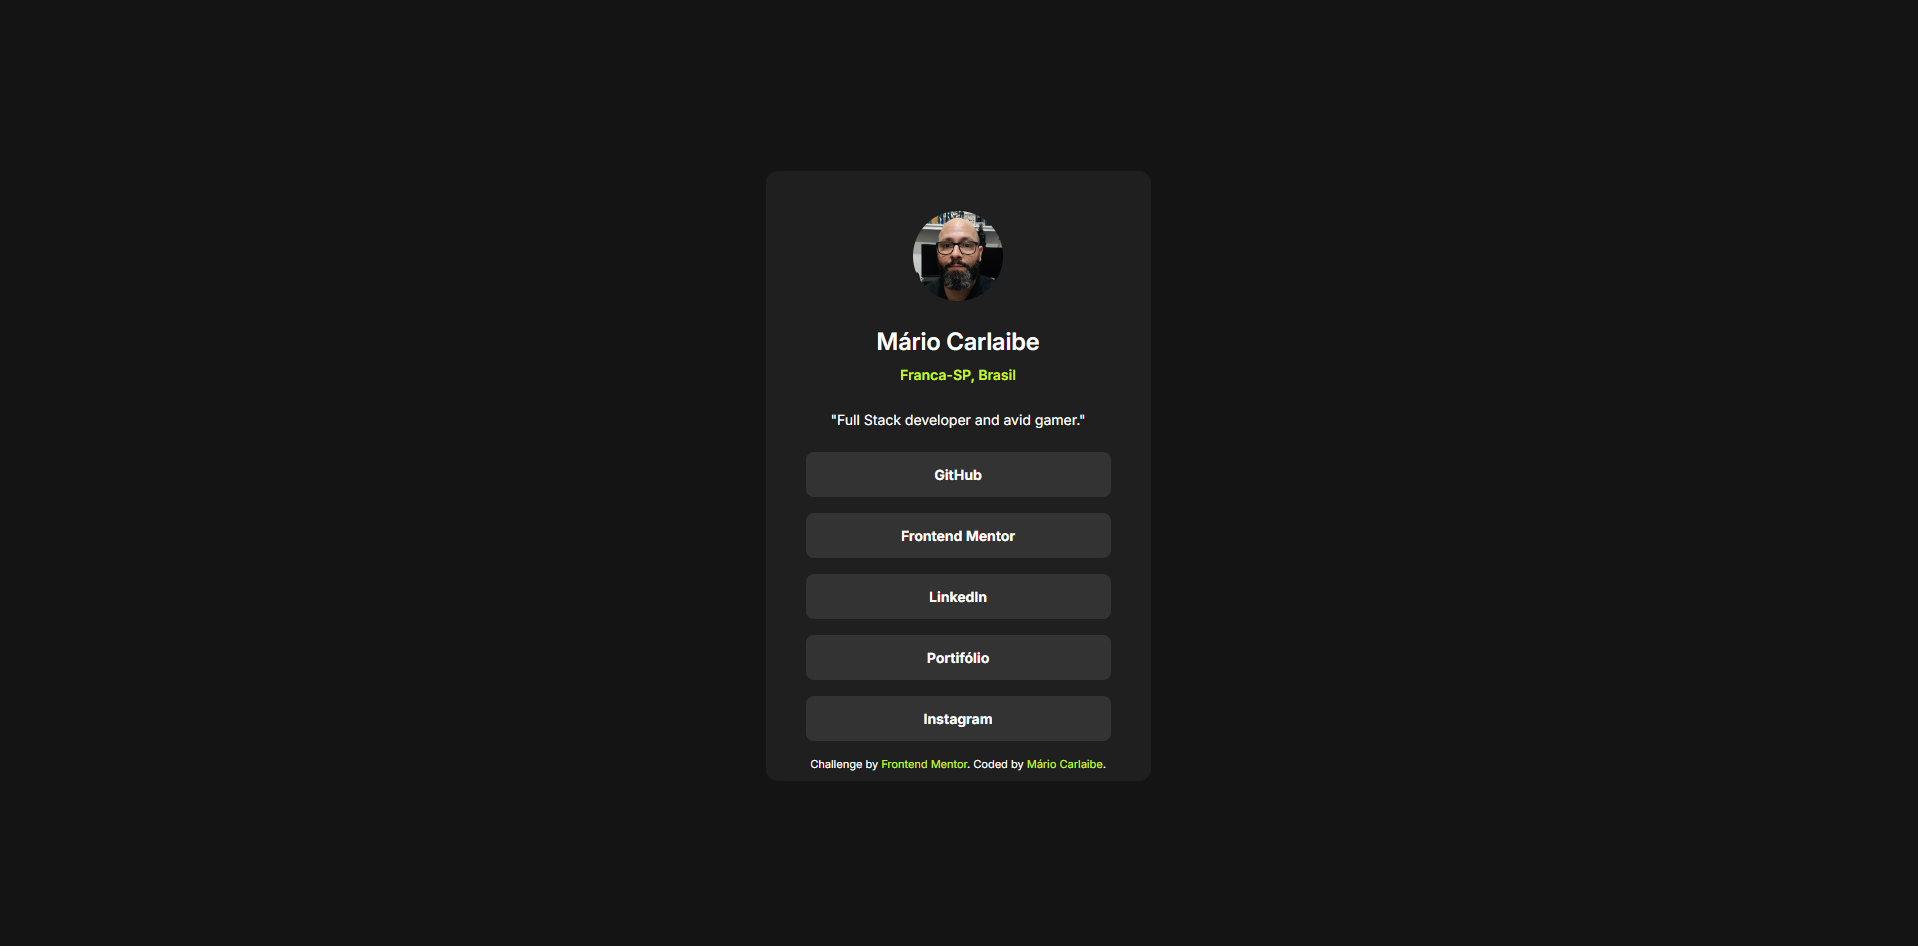 Mário Carlaibe
Franca-SP, Brasil
"Full Stack developer and avid gamer."
GitHub
Frontend Mentor
LinkedIn
Portifólio
Instagram
Challenge by Frontend Mentor. Coded by Mário Carlaibe.